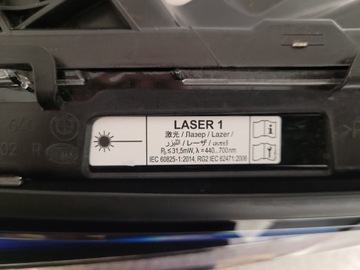 LASER 1
激光 / Лазер / Lazer /
レーザ /
P₀ ≤ 31,5mW, λ = 440...700nm
IEC 60825-1:2014, RG2 IEC 62471:2006